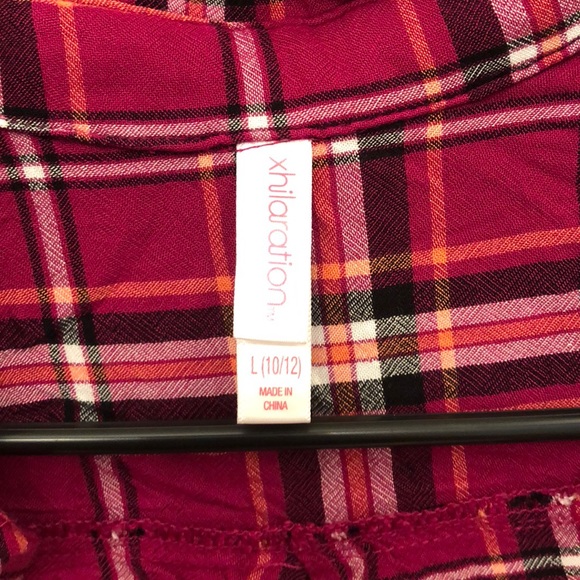 xhilaration
L (10/12)
MADE IN
CHINA